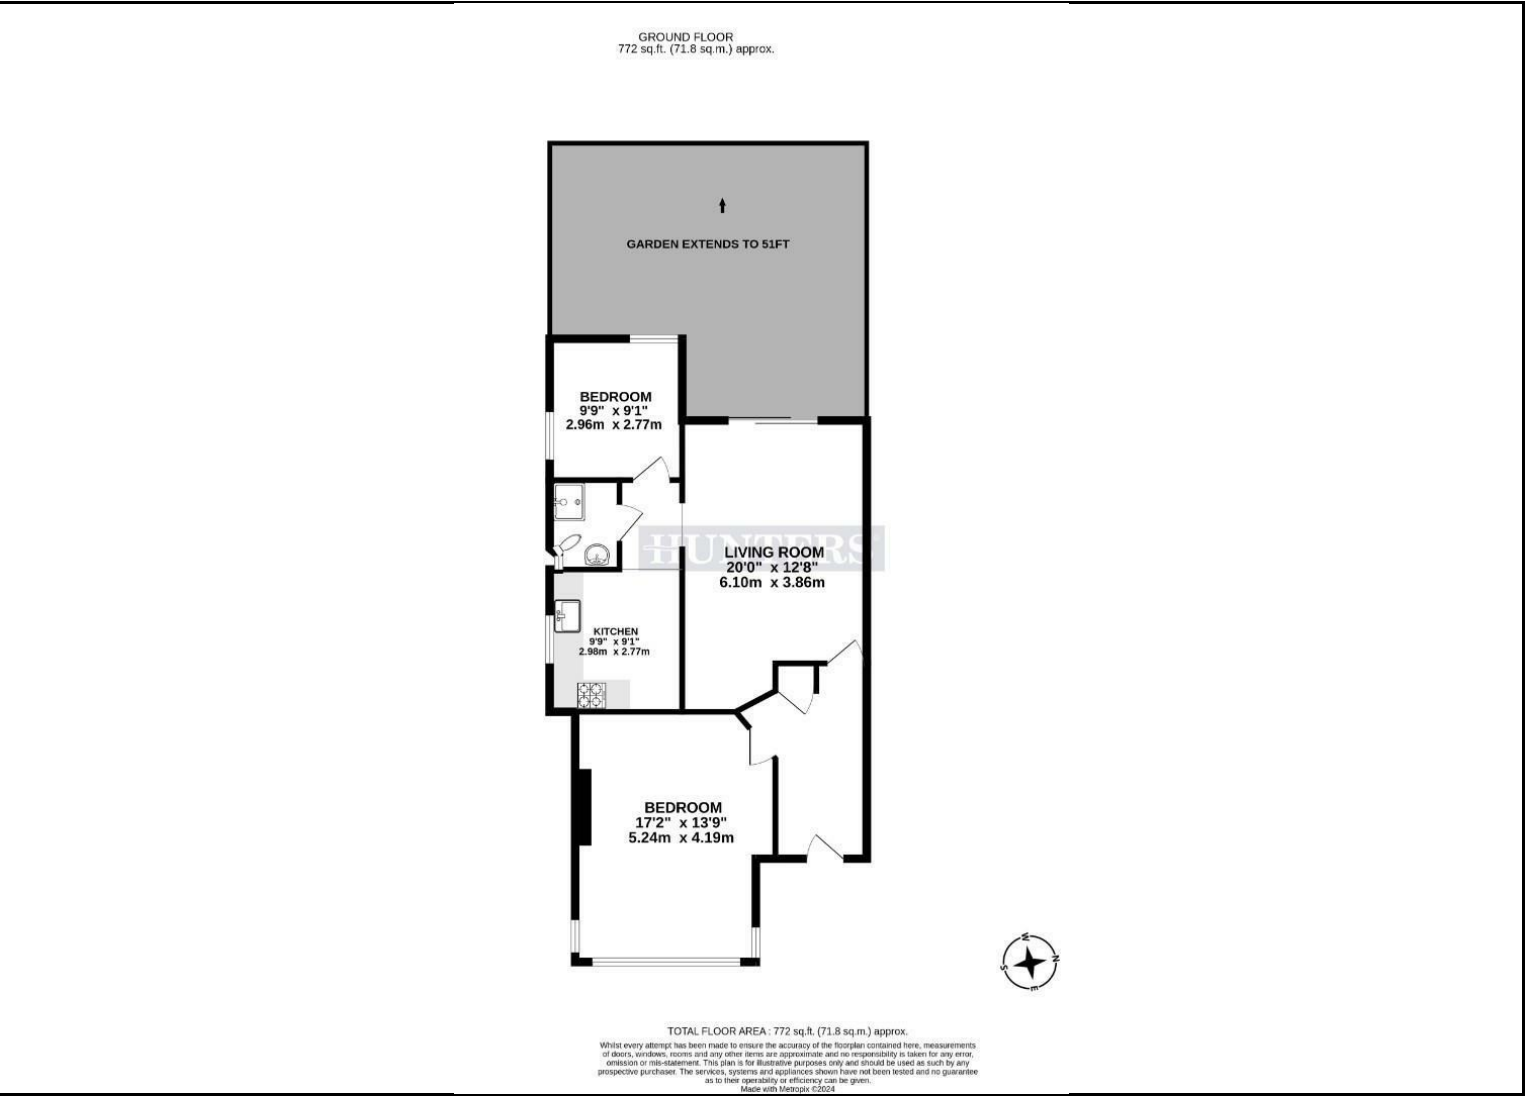 GROUND FLOOR
772 sq.ft. (71.8 sq.m.) approx.
GARDEN EXTENDS TO 51FT
BEDROOM
9'9" x 9'1"
2.96m x 2.77m
HUNTERS
LIVING ROOM
20'0" x 12'8"
6.10m x 3.86m
KITCHEN
9'9" x 9'1"
2.98m x 2.77m
BEDROOM
17'2" x 13'9"
5.24m x 4.19m
W
N
S
E
TOTAL FLOOR AREA : 772 sq.ft. (71.8 sq.m.) approx.
Whilst every attempt has been made to ensure the accuracy of the floorplan contained here, measurements
of doors, windows, rooms and any other items are approximate and no responsibility is taken for any error,
omission or mis-statement. This plan is for illustrative purposes only and should be used as such by any
prospective purchaser. The services, systems and appliances shown have not been tested and no guarantee
as to their operability or efficiency can be given.
Made with Metropix ©2024